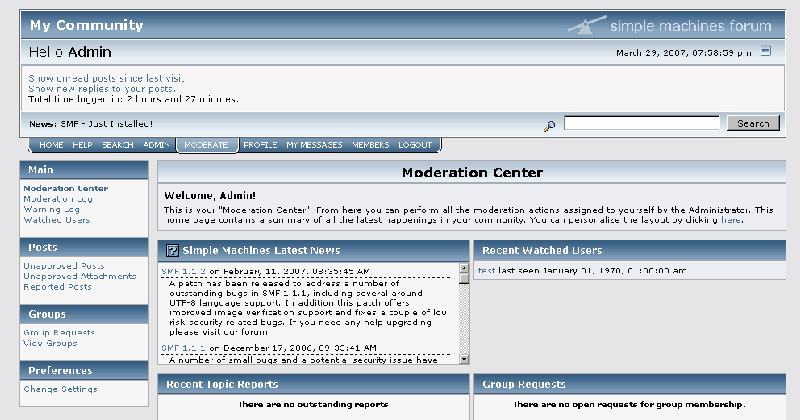 My Community
simple machines forum
Hello Admin
March 29, 2007, 07:58:59 pm
Show unread posts since last visit.
Show new replies to your posts.
Total time logged in: 2 hours and 27 minutes.
News: SMF - Just Installed!
Search
HOME HELP SEARCH ADMIN MODERATE PROFILE MY MESSAGES MEMBERS LOGOUT
Main
Moderation Center
Moderation Log
Warning Log
Watched Users
Posts
Unapproved Posts
Unapproved Attachments
Reported Posts
Groups
Group Requests
View Groups
Preferences
Change Settings
Moderation Center
Welcome, Admin!
This is your "Moderation Center". From here you can perform all the moderation actions assigned to yourself by the Administrator. This
home page contains a summary of all the latest happenings in your community. You can personalise the layout by clicking here.
Simple Machines Latest News
SMF 1.1.2 on February 11, 2007, 08:35:45 AM
A patch has been released to address a number of
outstanding bugs in SMF 1.1.1, including several around
UTF-8 language support. In addition this patch offers
improved image verification support and fixes a couple of low
risk security related bugs. If you need any help upgrading
please visit our forum.
SMF 1.1.1 on December 17, 2006, 09:33:41 AM
A number of small bugs and a potential security issue have
Recent Watched Users
test last seen January 01, 1970, 01:00:00 am
Recent Topic Reports
There are no outstanding reports
Group Requests
There are no open requests for group membership.